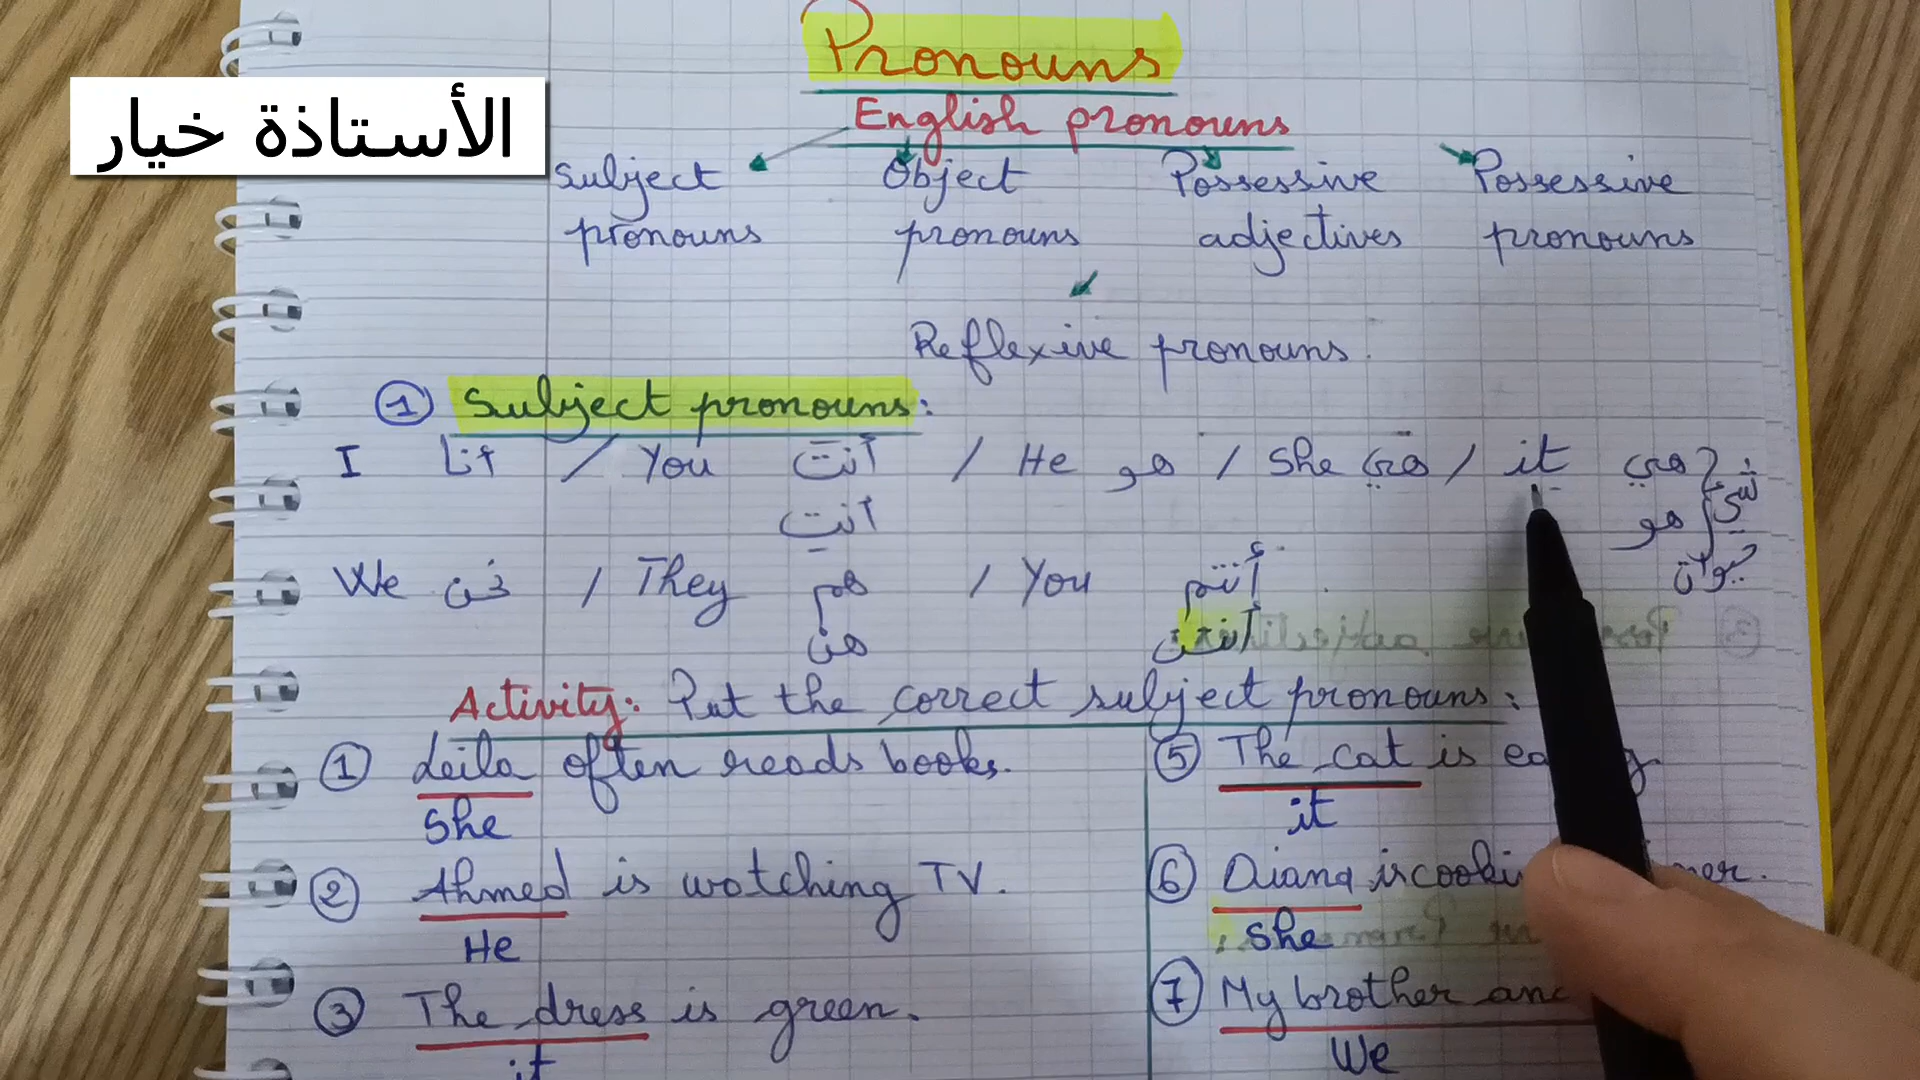 Pronouns
الأستاذة خيار
English pronouns
Subject pronouns
Object pronouns
Possessive adjectives
Possessive pronouns
Reflexive pronouns.
① Subject pronouns:
I أنا / You أنتَ / He هو / She هي / it هي شيء
أنتِ هو حيوان
We نحن / They هم / You أنتم .
هن أنتن
Activity: Put the correct subject pronouns:
① Leila often reads books.
She
② Ahmed is watching TV.
He
③ The dress is green.
it
⑤ The cat is
it
⑥ Diana is
she
⑦ My brother
We